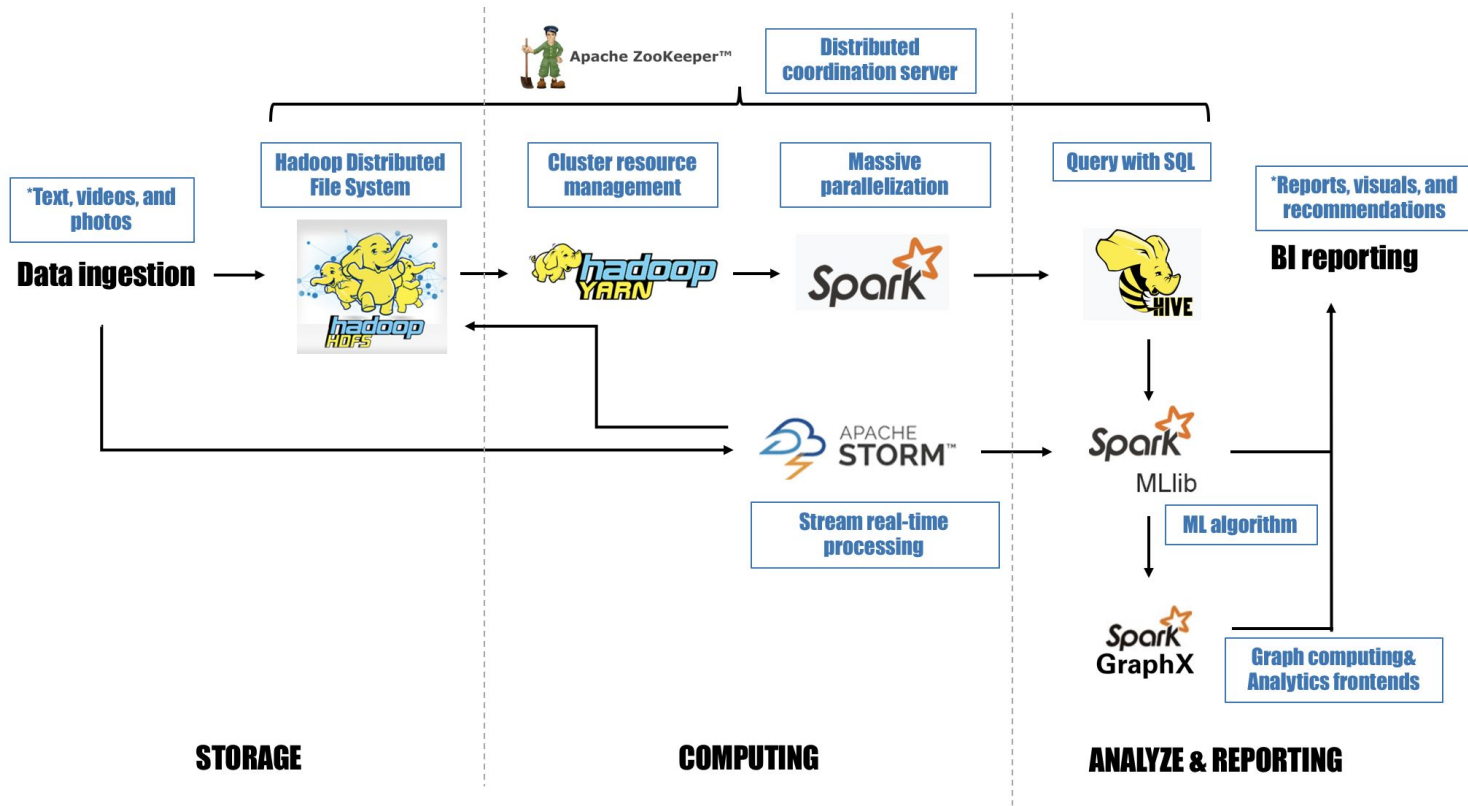 Apache ZooKeeper™
Distributed
coordination server
Hadoop Distributed
File System
Cluster resource
management
Massive
parallelization
Query with SQL
*Text, videos, and
photos
*Reports, visuals, and
recommendations
Data ingestion
hadoop
HDFS
hadoop
YARN
Spark
HIVE
BI reporting
APACHE
STORM™
Spark
MLlib
Stream real-time
processing
ML algorithm
Spark
GraphX
Graph computing&
Analytics frontends
STORAGE
COMPUTING
ANALYZE & REPORTING